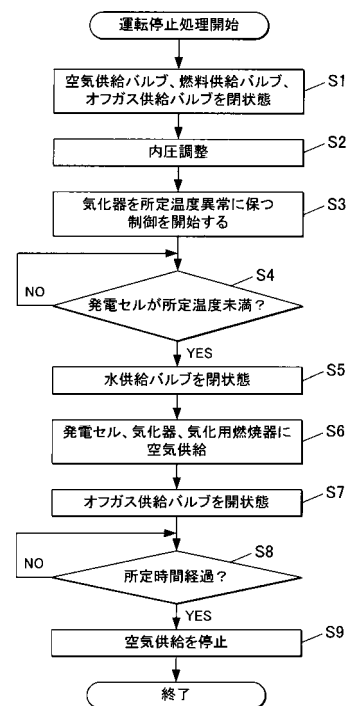 運転停止処理開始
空気供給バルブ、燃料供給バルブ、
オフガス供給バルブを閉状態
S1
内圧調整
S2
気化器を所定温度異常に保つ
制御を開始する
S3
S4
発電セルが所定温度未満？
NO
YES
水供給バルブを閉状態
S5
発電セル、気化器、気化用燃焼器に
空気供給
S6
オフガス供給バルブを開状態
S7
S8
所定時間経過？
NO
YES
空気供給を停止
S9
終了